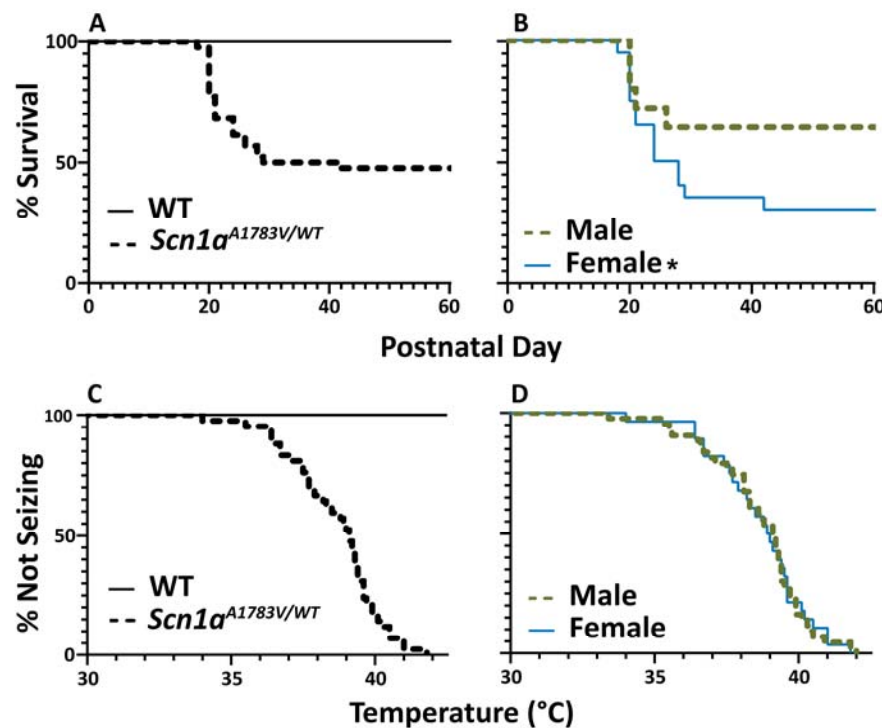 A
B
100
50
0
% Survival
WT
Scn1a^A1783V/WT
Male
Female*
0 20 40 60
0 20 40 60
Postnatal Day
C
D
100
50
0
% Not Seizing
WT
Scn1a^A1783V/WT
Male
Female
30 35 40
30 35 40
Temperature (°C)